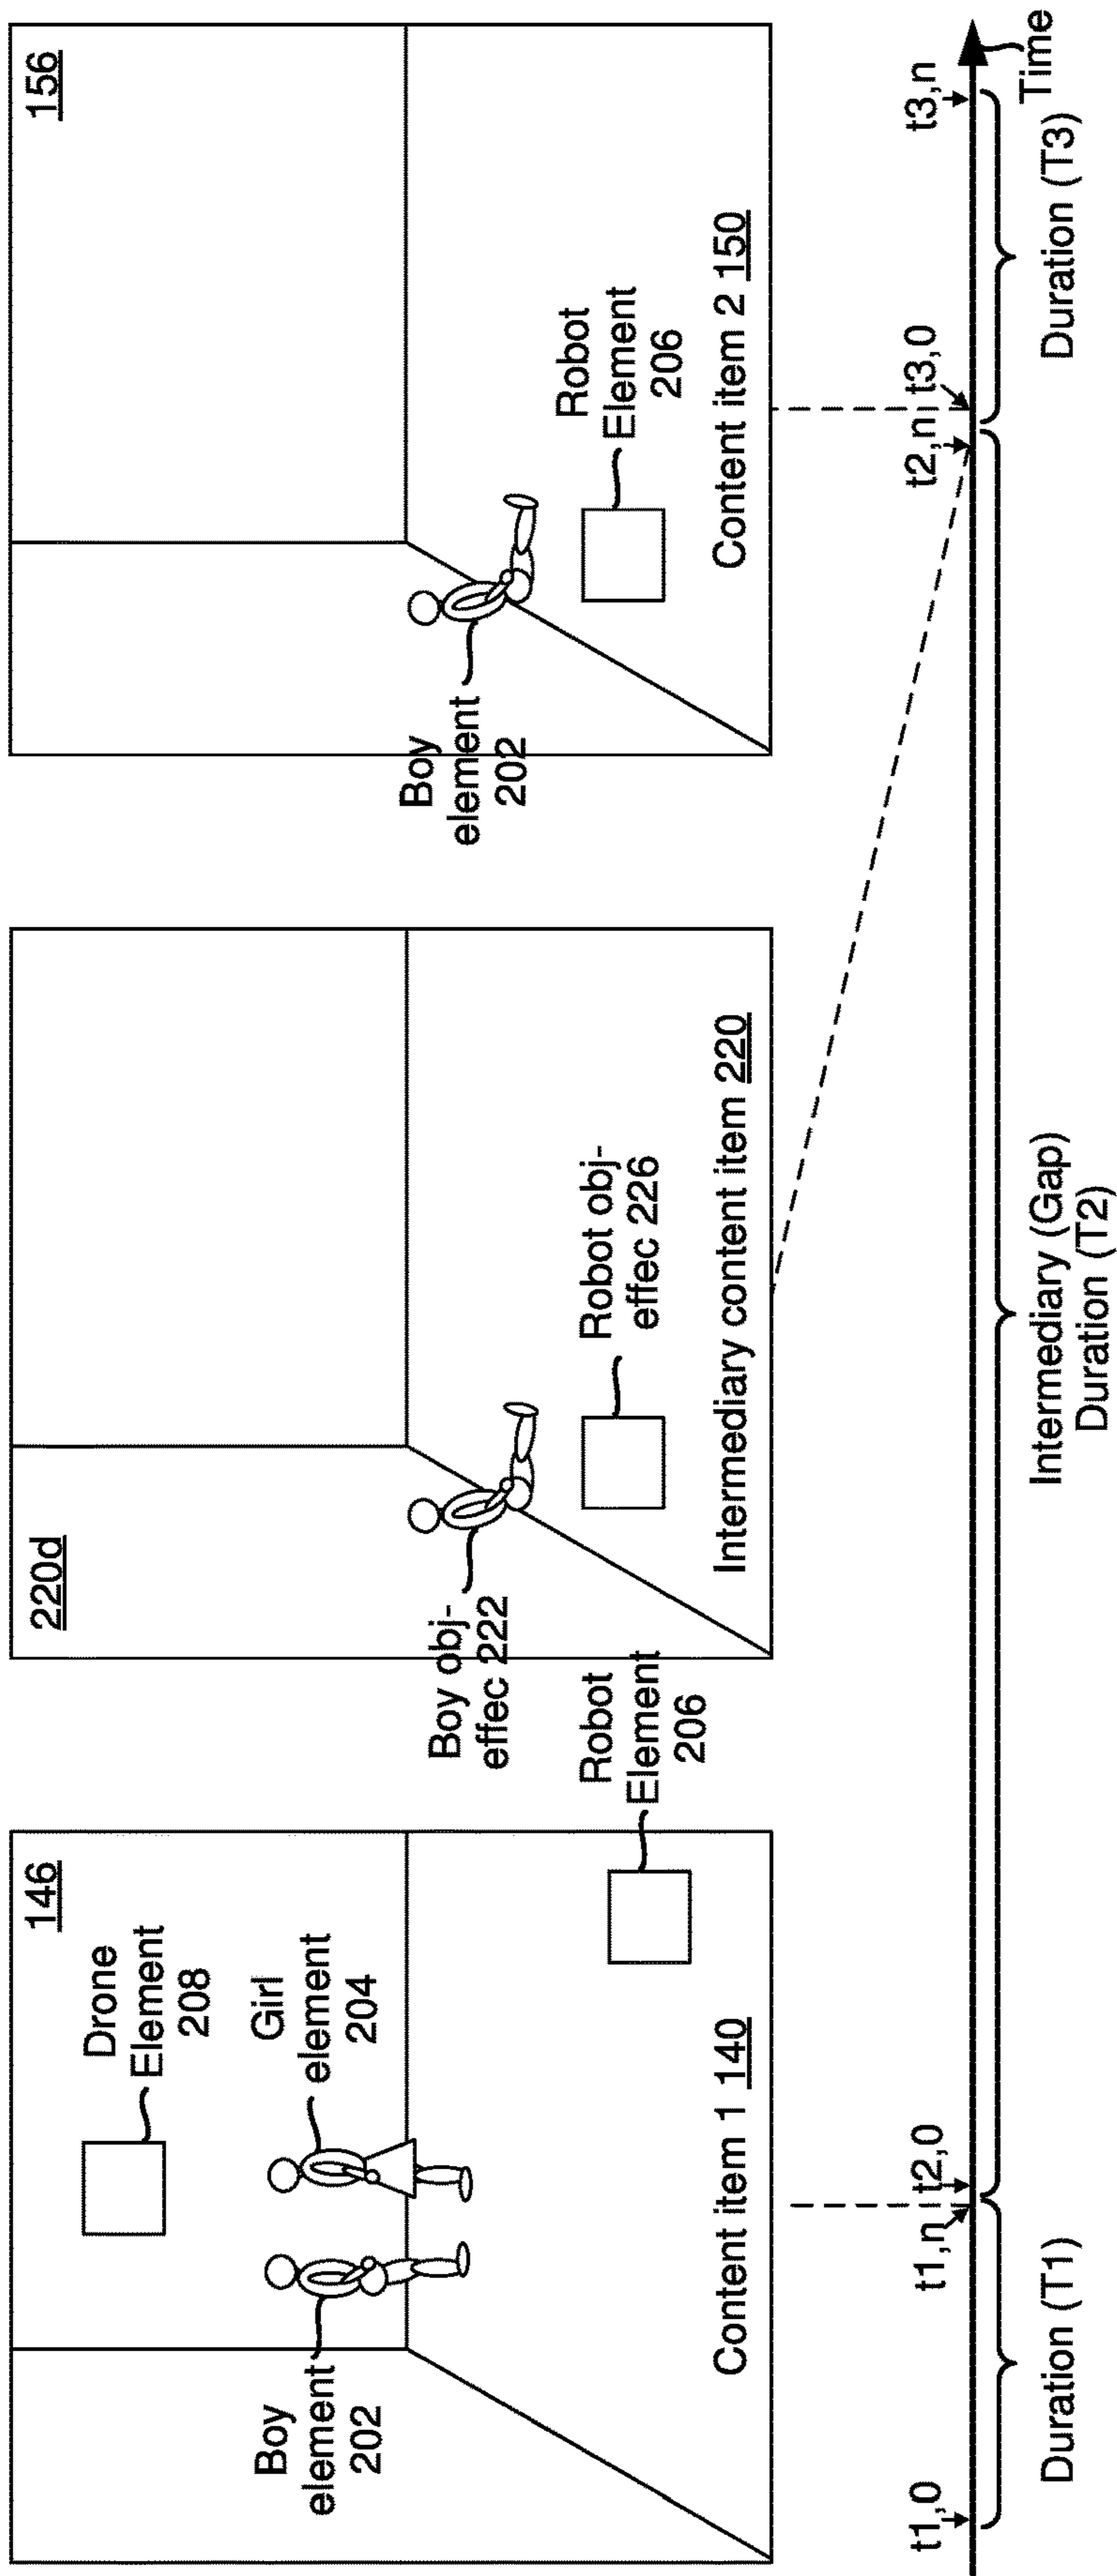 146
Drone
Element
208
Girl
element
204
Boy
element
202
Robot
Element
206
Content item 1 140
220d
Boy obj-
effec 222
Robot obj-
effec 226
Intermediary content item 220
156
Boy
element
202
Robot
Element
206
Content item 2 150
t1,0
t1,n
t2,0
t2,n
t3,0
t3,n
Time
Duration (T1)
Intermediary (Gap)
Duration (T2)
Duration (T3)